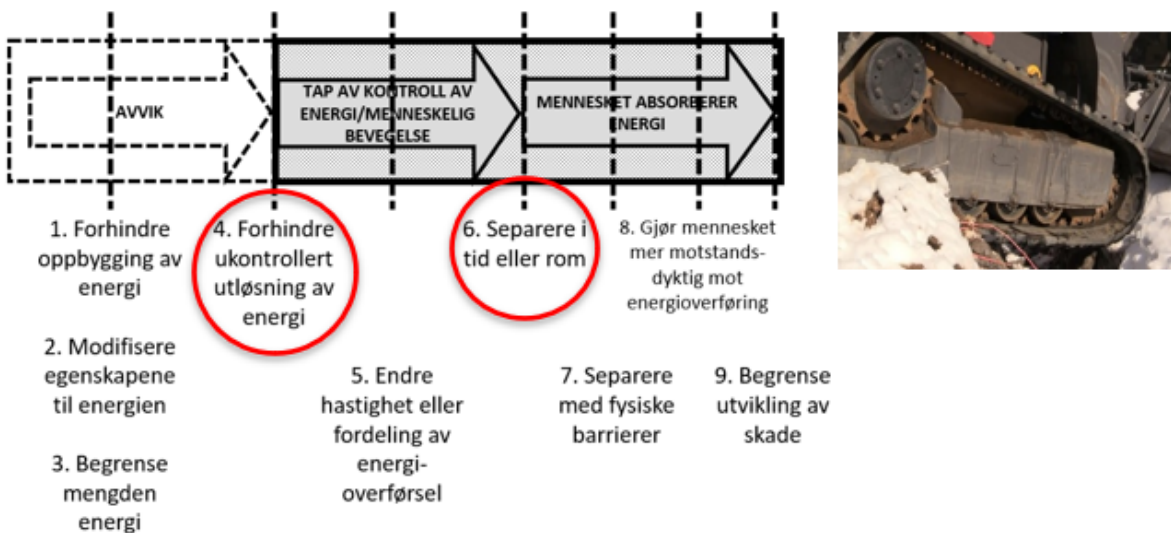 AVVIK
TAP AV KONTROLL AV
ENERGI/MENNESKELIG
BEVEGELSE
MENNESKET ABSORBERER
ENERGI
1. Forhindre
oppbygging av
energi
4. Forhindre
ukontrollert
utløsning av
energi
6. Separere i
tid eller rom
8. Gjør mennesket
mer motstands-
dyktig mot
energioverføring
2. Modifisere
egenskapene
til energien
5. Endre
hastighet eller
fordeling av
energi-
overførsel
7. Separere
med fysiske
barrierer
9. Begrense
utvikling av
skade
3. Begrense
mengden
energi